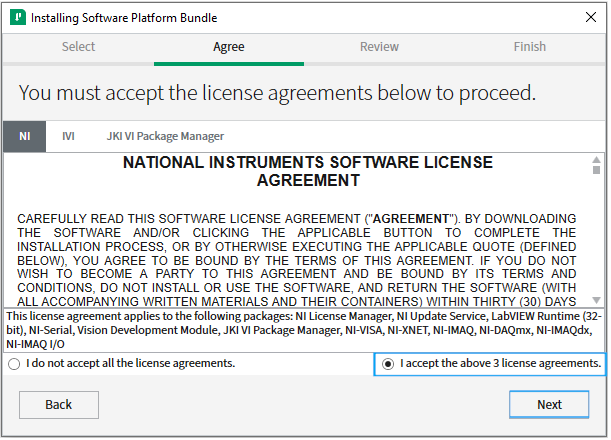 Installing Software Platform Bundle
Select Agree Review Finish
You must accept the license agreements below to proceed.
NI IVI JKI VI Package Manager
NATIONAL INSTRUMENTS SOFTWARE LICENSE
AGREEMENT
CAREFULLY READ THIS SOFTWARE LICENSE AGREEMENT ("AGREEMENT"). BY DOWNLOADING
THE SOFTWARE AND/OR CLICKING THE APPLICABLE BUTTON TO COMPLETE THE
INSTALLATION PROCESS, OR BY OTHERWISE EXECUTING THE APPLICABLE QUOTE (DEFINED
BELOW), YOU AGREE TO BE BOUND BY THE TERMS OF THIS AGREEMENT. IF YOU DO NOT
WISH TO BECOME A PARTY TO THIS AGREEMENT AND BE BOUND BY ITS TERMS AND
CONDITIONS, DO NOT INSTALL OR USE THE SOFTWARE, AND RETURN THE SOFTWARE (WITH
ALL ACCOMPANYING WRITTEN MATERIALS AND THEIR CONTAINERS) WITHIN THIRTY (30) DAYS
This license agreement applies to the following packages: NI License Manager, NI Update Service, LabVIEW Runtime (32-
bit), NI-Serial, Vision Development Module, JKI VI Package Manager, NI-VISA, NI-XNET, NI-IMAQ, NI-DAQmx, NI-IMAQdx,
NI-IMAQ I/O
I do not accept all the license agreements. I accept the above 3 license agreements.
Back Next